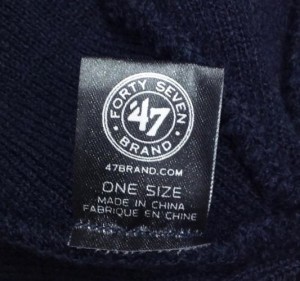 FORTY SEVEN
'47
BRAND
47BRAND.COM
ONE SIZE
MADE IN CHINA
FABRIQUE EN CHINE